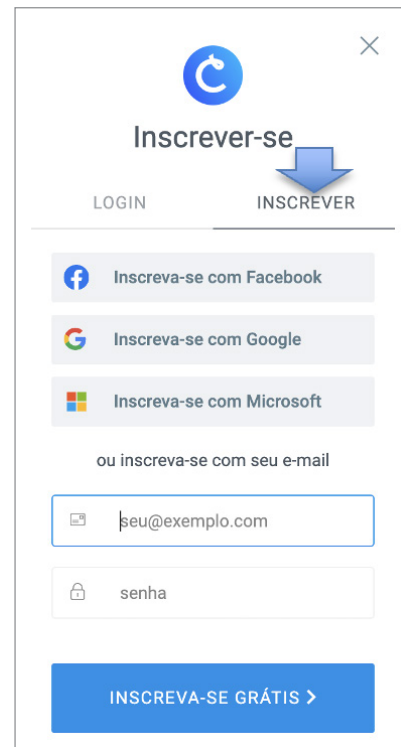 Inscrever-se
LOGIN INSCREVER
Inscreva-se com Facebook
Inscreva-se com Google
Inscreva-se com Microsoft
ou inscreva-se com seu e-mail
seu@exemplo.com
senha
INSCREVA-SE GRÁTIS